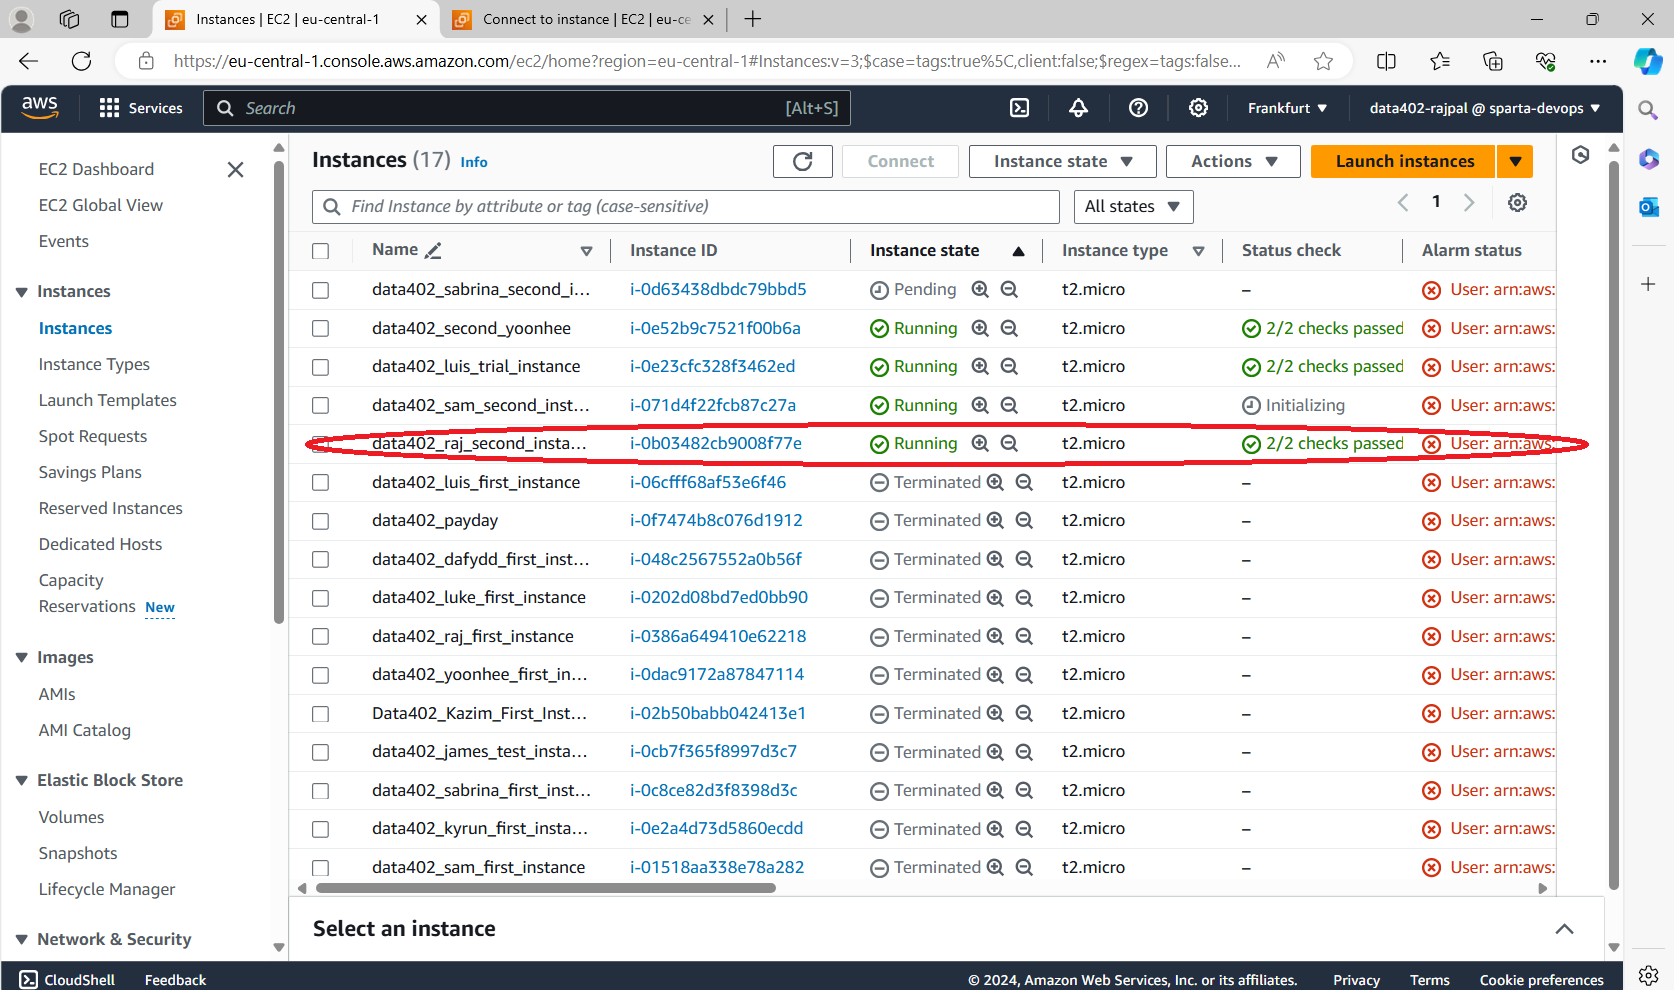 Instances | EC2 | eu-central-1
Connect to instance | EC2 | eu-ce
https://eu-central-1.console.aws.amazon.com/ec2/home?region=eu-central-1#Instances:v=3;$case=tags:true%5C,client:false;$regex=tags:false...
aws
Services
Search
[Alt+S]
Frankfurt
data402-rajpal @ sparta-devops
EC2 Dashboard
EC2 Global View
Events
Instances
Instances
Instance Types
Launch Templates
Spot Requests
Savings Plans
Reserved Instances
Dedicated Hosts
Capacity
Reservations New
Images
AMIs
AMI Catalog
Elastic Block Store
Volumes
Snapshots
Lifecycle Manager
Network & Security
Instances (17) Info
Connect
Instance state
Actions
Launch instances
Find Instance by attribute or tag (case-sensitive)
All states
1
Name Instance ID Instance state Instance type Status check Alarm status
data402_sabrina_second_i... i-0d63438dbdc79bbd5 Pending t2.micro – User: arn:aws:
data402_second_yoonhee i-0e52b9c7521f00b6a Running t2.micro 2/2 checks passed User: arn:aws:
data402_luis_trial_instance i-0e23cfc328f3462ed Running t2.micro 2/2 checks passed User: arn:aws:
data402_sam_second_inst... i-071d4f22fcb87c27a Running t2.micro Initializing User: arn:aws:
data402_raj_second_insta... i-0b03482cb9008f77e Running t2.micro 2/2 checks passed User: arn:aws:
data402_luis_first_instance i-06cfff68af53e6f46 Terminated t2.micro – User: arn:aws:
data402_payday i-0f7474b8c076d1912 Terminated t2.micro – User: arn:aws:
data402_dafydd_first_inst... i-048c2567552a0b56f Terminated t2.micro – User: arn:aws:
data402_luke_first_instance i-0202d08bd7ed0bb90 Terminated t2.micro – User: arn:aws:
data402_raj_first_instance i-0386a649410e62218 Terminated t2.micro – User: arn:aws:
data402_yoonhee_first_in... i-0dac9172a87847114 Terminated t2.micro – User: arn:aws:
Data402_Kazim_First_Inst... i-02b50babb042413e1 Terminated t2.micro – User: arn:aws:
data402_james_test_insta... i-0cb7f365f8997d3c7 Terminated t2.micro – User: arn:aws:
data402_sabrina_first_inst... i-0c8ce82d3f8398d3c Terminated t2.micro – User: arn:aws:
data402_kyrun_first_insta... i-0e2a4d73d5860ecdd Terminated t2.micro – User: arn:aws:
data402_sam_first_instance i-01518aa338e78a282 Terminated t2.micro – User: arn:aws:
Select an instance
CloudShell
Feedback
© 2024, Amazon Web Services, Inc. or its affiliates.
Privacy
Terms
Cookie preferences